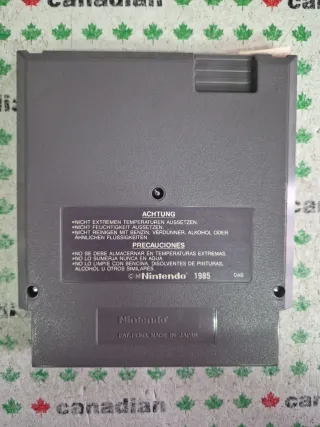 canadian
ACHTUNG
•NICHT EXTREMEN TEMPERATUREN AUSSETZEN.
•NICHT FEUCHTIGKEIT AUSSETZEN.
•NICHT REINIGEN MIT BENZIN, VERDÜNNER, ALKOHOL ODER
ÄHNLICHEN FLÜSSIGKEITEN.
PRECAUCIONES
•NO SE DEBE ALMACERNAR EN TEMPERATURAS EXTREMAS.
•NO LO SUMERJA NUNCA EN AGUA.
•NO LO LIMPIE CON BENCINA, DISOLVENTES DE PINTURAS,
ALCOHOL U OTROS SIMILARES.
©M Nintendo 1985
Nintendo
MADE IN JAPAN
canadian
canadian